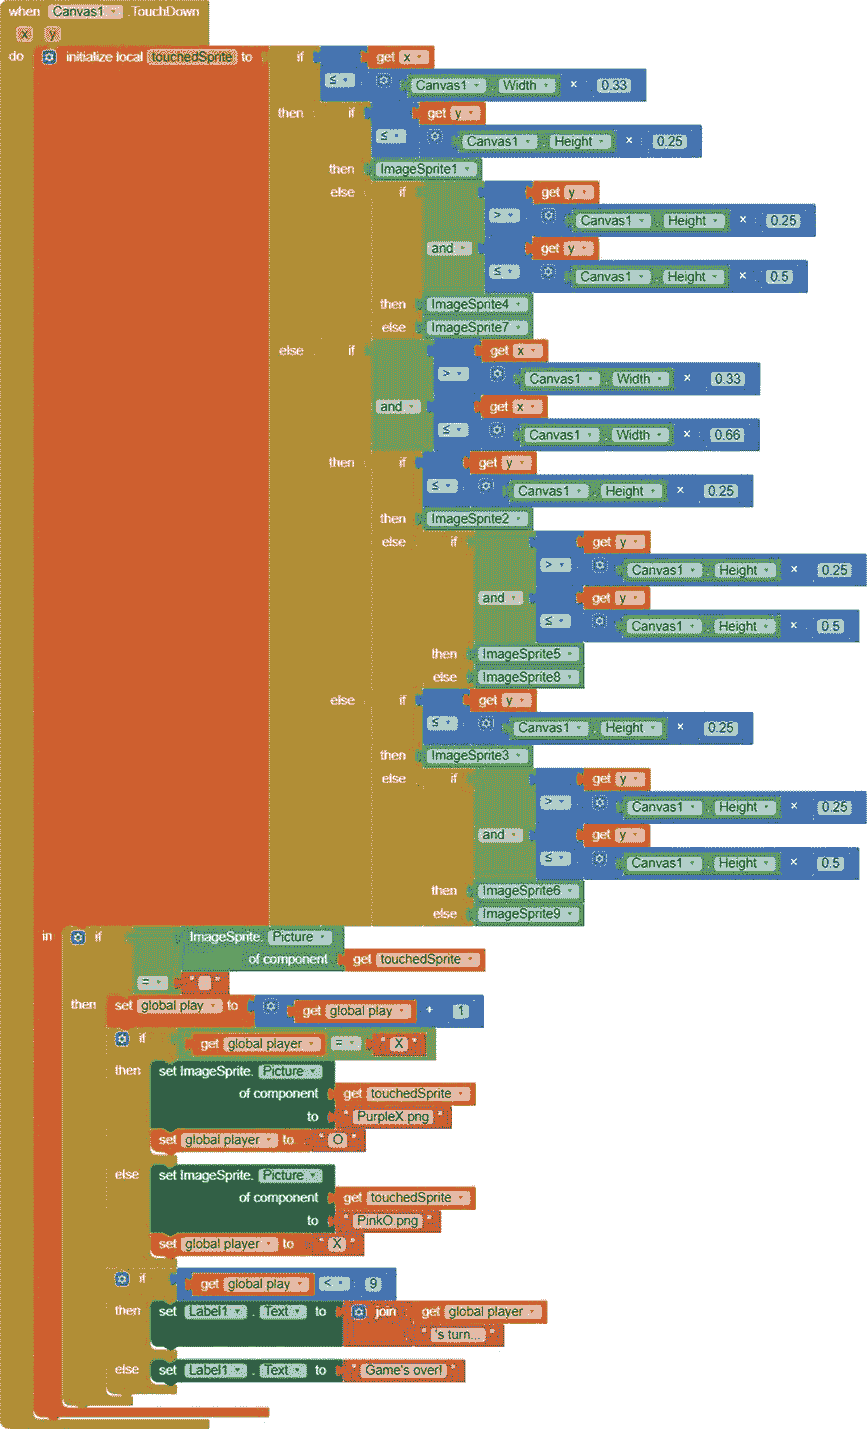 when Canvas1 .TouchDown
x y
do initialize local touchedSprite to if get x
≤ Canvas1 . Width × 0.33
then if get y
≤ Canvas1 . Height × 0.25
then ImageSprite1
else if get y
> Canvas1 . Height × 0.25
and get y
≤ Canvas1 . Height × 0.5
then ImageSprite4
else ImageSprite7
else if get x
> Canvas1 . Width × 0.33
and get x
≤ Canvas1 . Width × 0.66
then if get y
≤ Canvas1 . Height × 0.25
then ImageSprite2
else if get y
> Canvas1 . Height × 0.25
and get y
≤ Canvas1 . Height × 0.5
then ImageSprite5
else ImageSprite8
else if get y
≤ Canvas1 . Height × 0.25
then ImageSprite3
else if get y
> Canvas1 . Height × 0.25
and get y
≤ Canvas1 . Height × 0.5
then ImageSprite6
else ImageSprite9
in if ImageSprite. Picture
of component get touchedSprite
= " "
then set global play to get global play + 1
if get global player = " X "
then set ImageSprite. Picture
of component get touchedSprite
to " PurpleX.png "
set global player to " O "
else set ImageSprite. Picture
of component get touchedSprite
to " PinkO.png "
set global player to " X "
if get global play < 9
then set Label1 . Text to join get global player
" 's turn... "
else set Label1 . Text to " Game's over! "